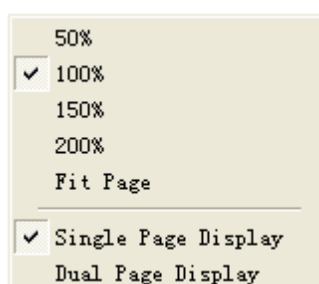 50%
100%
150%
200%
Fit Page
Single Page Display
Dual Page Display